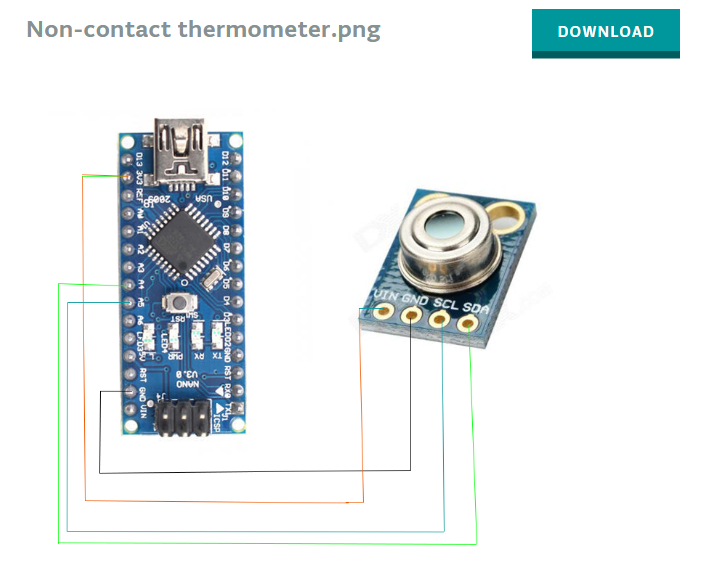 Non-contact thermometer.png
DOWNLOAD
D13
3V3
REF
A0
A1
A2
A3
A4
A5
A6
5V
RST
GND
VIN
D12
D11
D10
D9
D8
D7
D6
D5
D4
D3
D2
GND
RST
RX0
TX1
USA
2009
RST
L
PWR
RX
TX
V3.0
NANO
ICSP
VIN GND SCL SDA